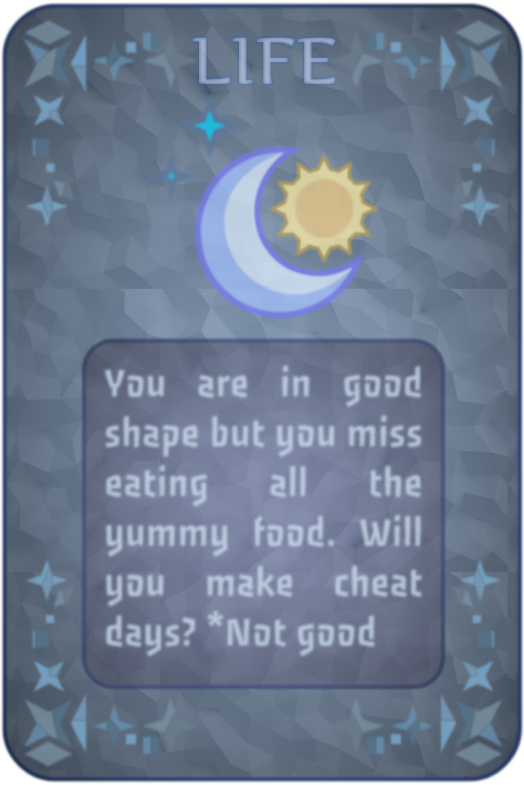 LIFE
You are in good
shape but you miss
eating all the
yummy food. Will
you make cheat
days? *Not good